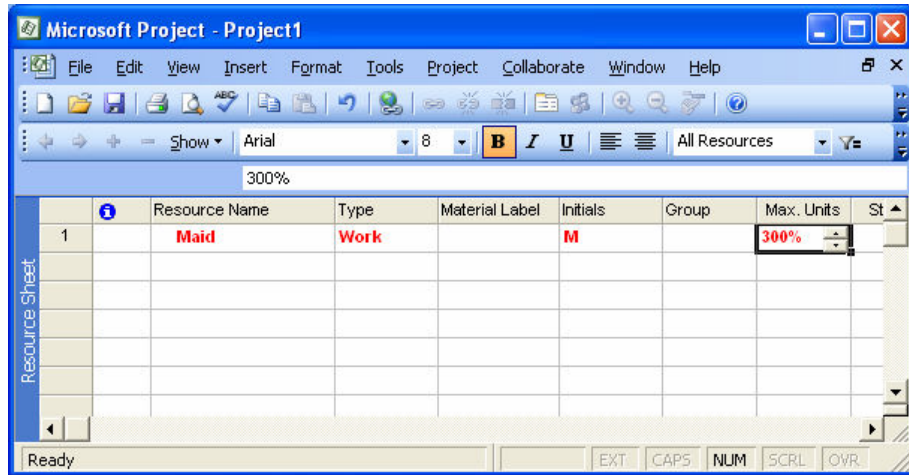 Microsoft Project - Project1
File Edit View Insert Format Tools Project Collaborate Window Help
ABC
Show Arial 8 B I U All Resources
300%
Resource Name Type Material Label Initials Group Max. Units St
1 Maid Work M 300%
Resource Sheet
Ready EXT CAPS NUM SCRL OVR